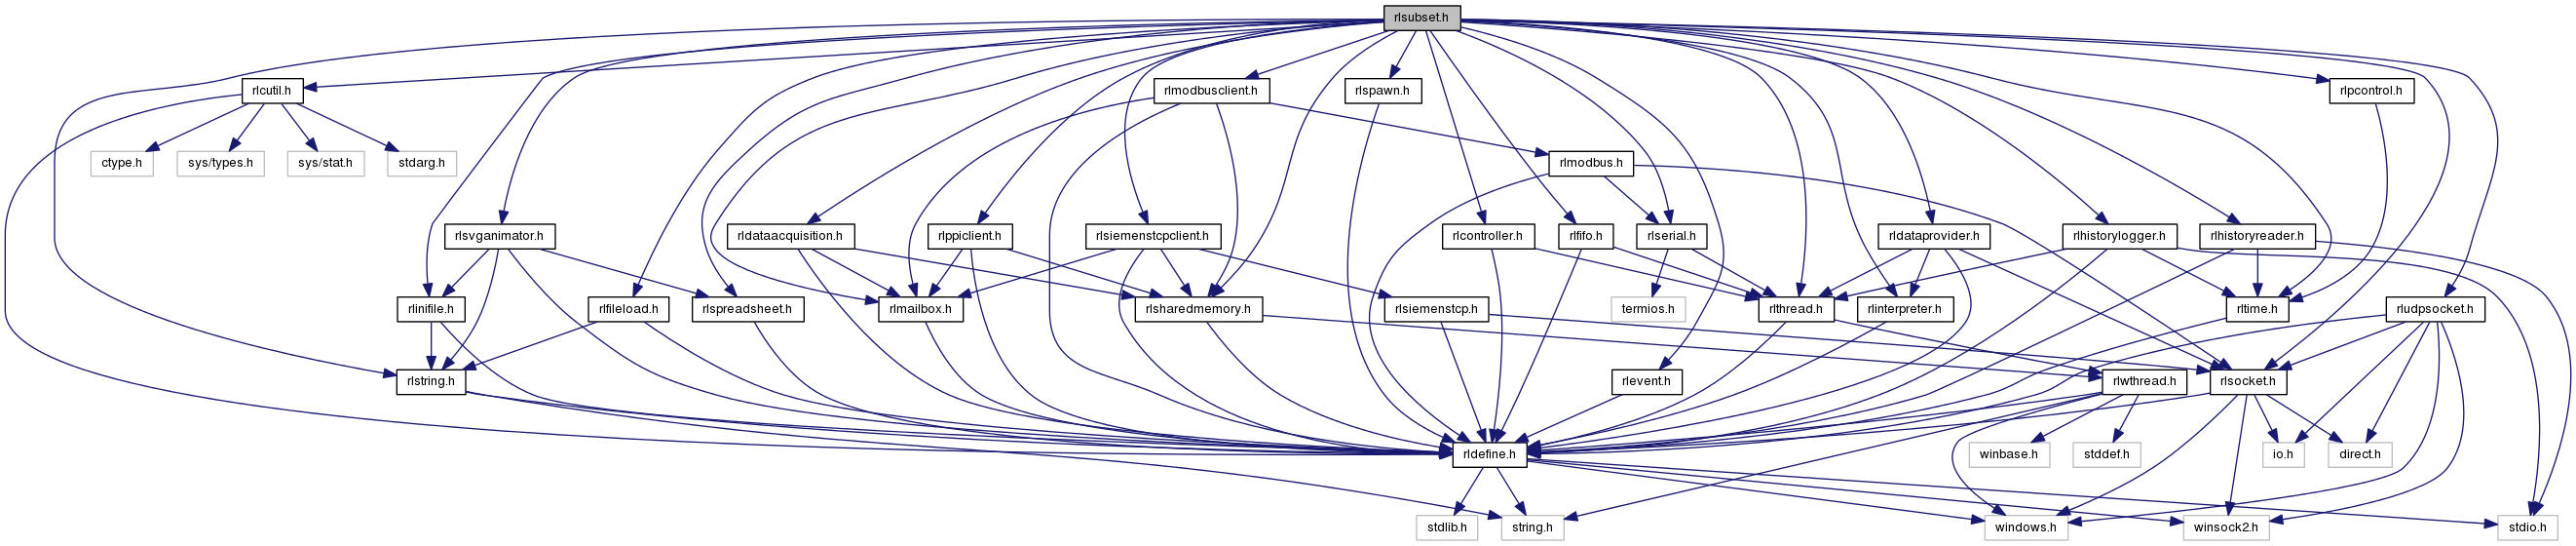 rlsubset.h
rlcutil.h
rlmodbusclient.h
rlspawn.h
rlpcontrol.h
ctype.h
sys/types.h
sys/stat.h
stdarg.h
rlmodbus.h
rlsvganimator.h
rldataacquisition.h
rlppiclient.h
rlsiemenstcpclient.h
rlcontroller.h
rlfifo.h
rlserial.h
rldataprovider.h
rlhistorylogger.h
rlhistoryreader.h
rlinifile.h
rlfileload.h
rlspreadsheet.h
rlmailbox.h
rlsharedmemory.h
rlsiemenstcp.h
termios.h
rlthread.h
rlinterpreter.h
rltime.h
rludpsocket.h
rlstring.h
rlevent.h
rlwthread.h
rlsocket.h
rldefine.h
winbase.h
stddef.h
io.h
direct.h
stdlib.h
string.h
windows.h
winsock2.h
stdio.h